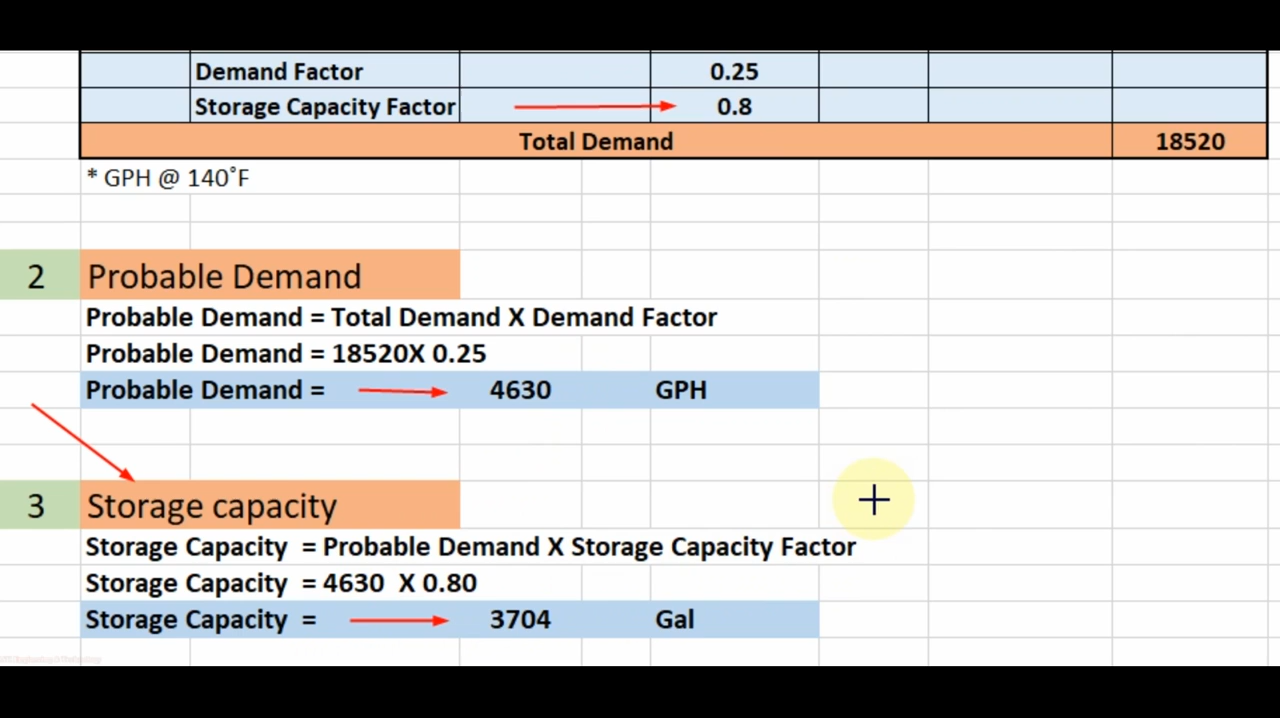 Demand Factor 0.25
Storage Capacity Factor 0.8
Total Demand 18520
* GPH @ 140°F
2 Probable Demand
Probable Demand = Total Demand X Demand Factor
Probable Demand = 18520X 0.25
Probable Demand = 4630 GPH
3 Storage capacity
Storage Capacity = Probable Demand X Storage Capacity Factor
Storage Capacity = 4630 X 0.80
Storage Capacity = 3704 Gal